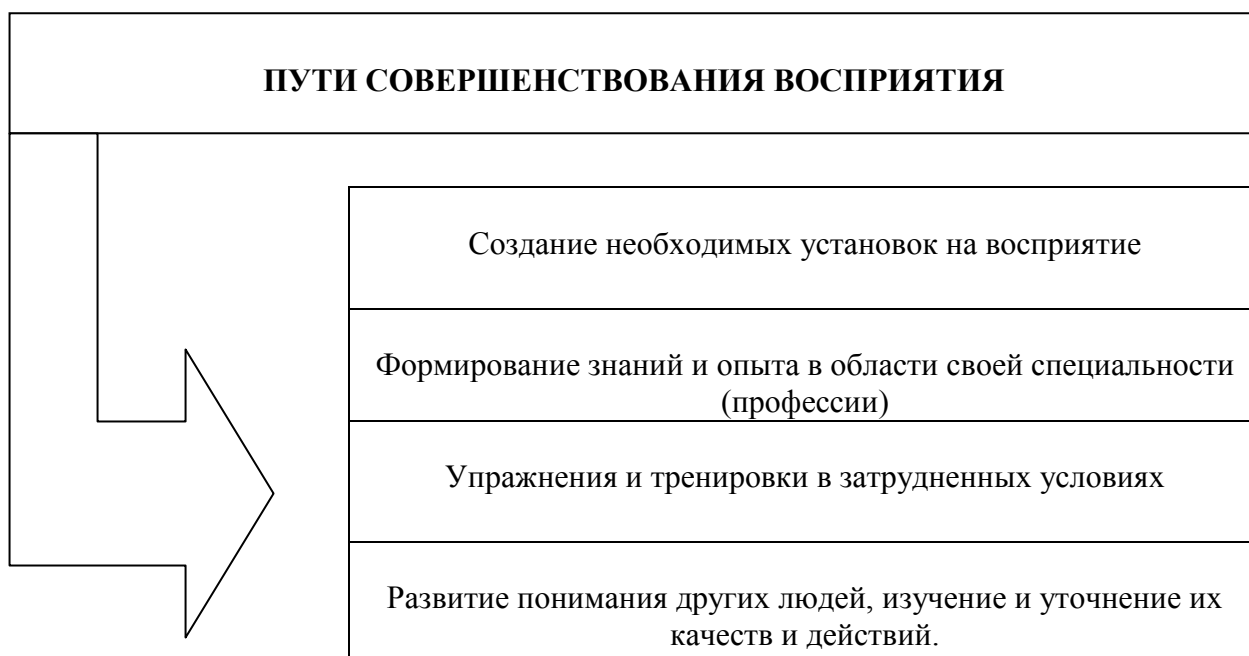 ПУТИ СОВЕРШЕНСТВОВАНИЯ ВОСПРИЯТИЯ
Создание необходимых установок на восприятие
Формирование знаний и опыта в области своей специальности
(профессии)
Упражнения и тренировки в затрудненных условиях
Развитие понимания других людей, изучение и уточнение их
качеств и действий.